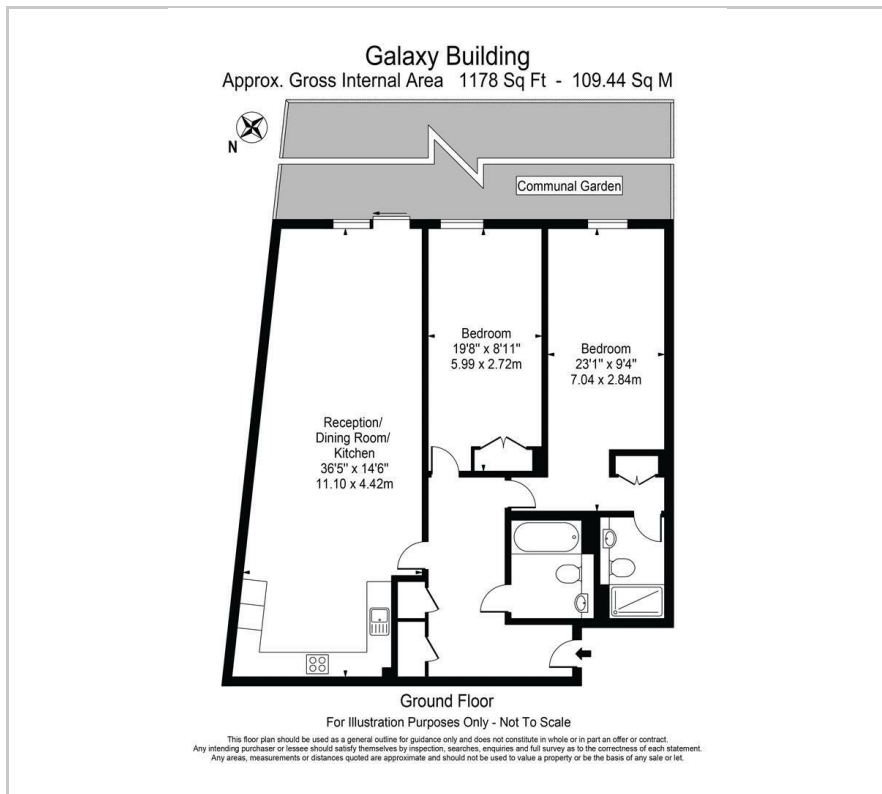 Galaxy Building
Approx. Gross Internal Area 1178 Sq Ft - 109.44 Sq M
N
Communal Garden
Bedroom
19'8" x 8'11"
5.99 x 2.72m
Bedroom
23'1" x 9'4"
7.04 x 2.84m
Reception/
Dining Room/
Kitchen
36'5" x 14'6"
11.10 x 4.42m
Ground Floor
For Illustration Purposes Only - Not To Scale
This floor plan should be used as a general outline for guidance only and does not constitute in whole or in part an offer or contract.
Any intending purchaser or lessee should satisfy themselves by inspection, searches, enquiries and full survey as to the correctness of each statement.
Any areas, measurements or distances quoted are approximate and should not be used to value a property or be the basis of any sale or let.